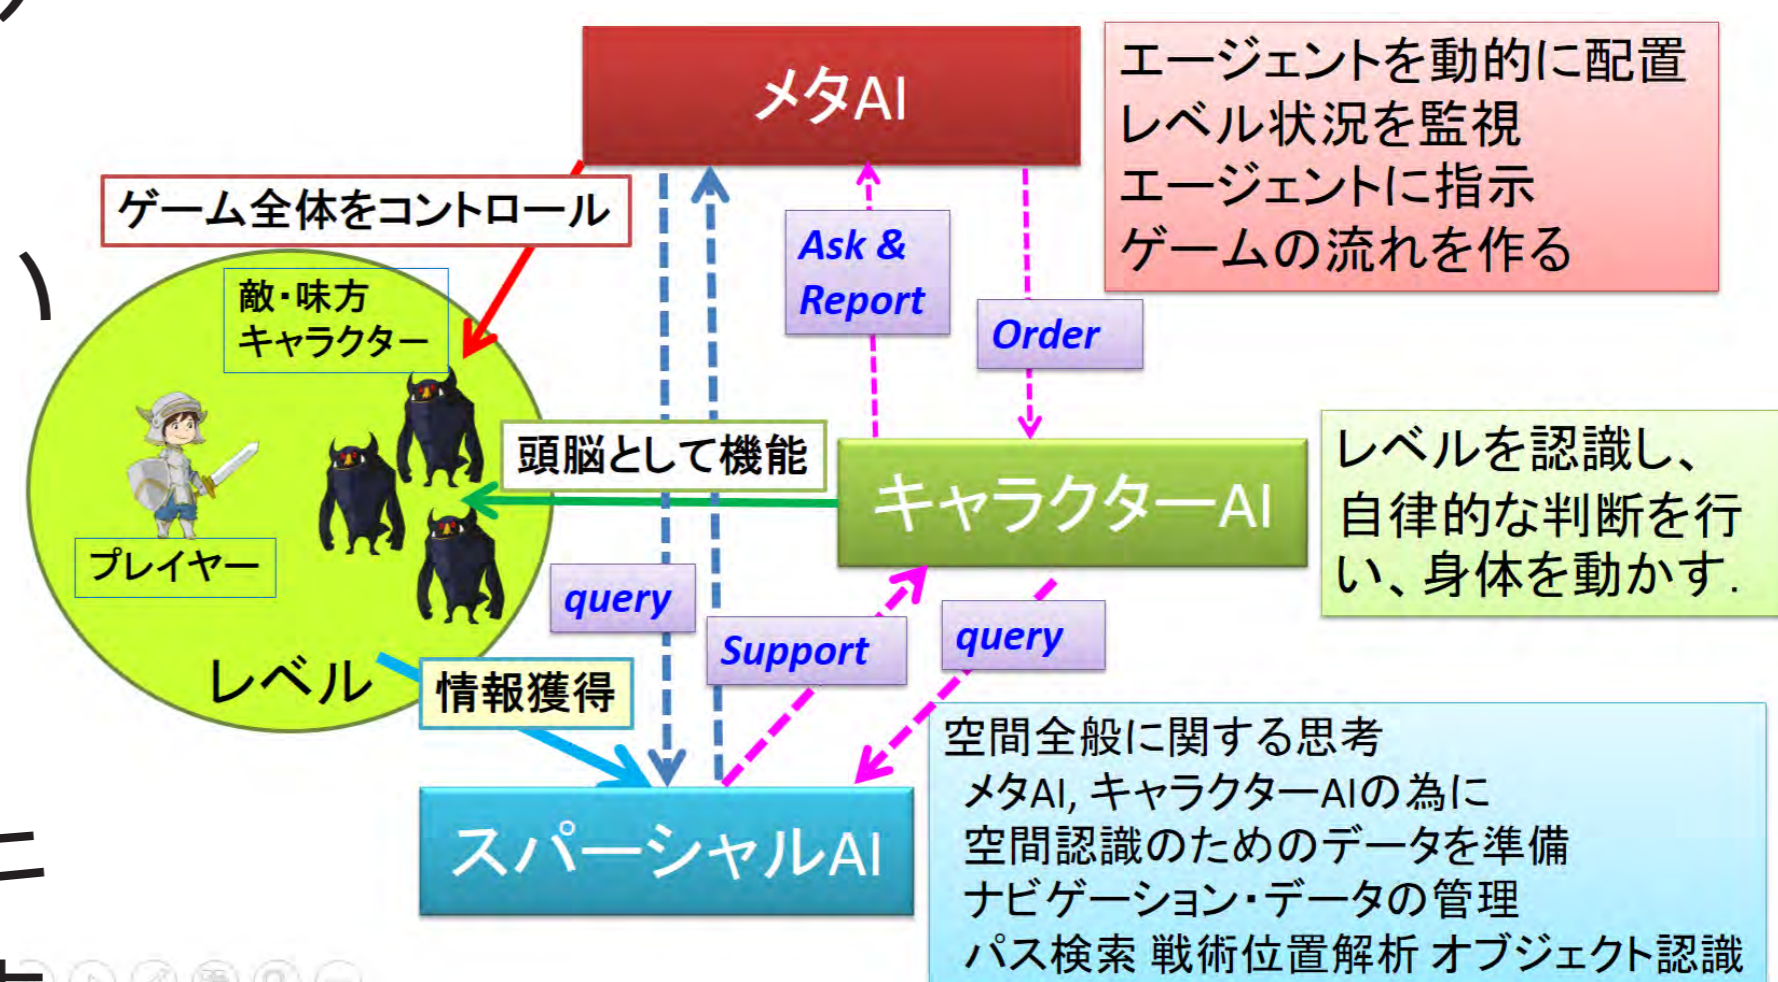 メタAI
エージェントを動的に配置
レベル状況を監視
エージェントに指示
ゲームの流れを作る
ゲーム全体をコントロール
敵・味方
キャラクター
Ask &
Report
Order
頭脳として機能
キャラクターAI
レベルを認識し、
自律的な判断を行
い、身体を動かす.
プレイヤー
query
Support
query
レベル
情報獲得
スパーシャルAI
空間全般に関する思考
メタAI, キャラクターAIの為に
空間認識のためのデータを準備
ナビゲーション・データの管理
パス検索 戦術位置解析 オブジェクト認識